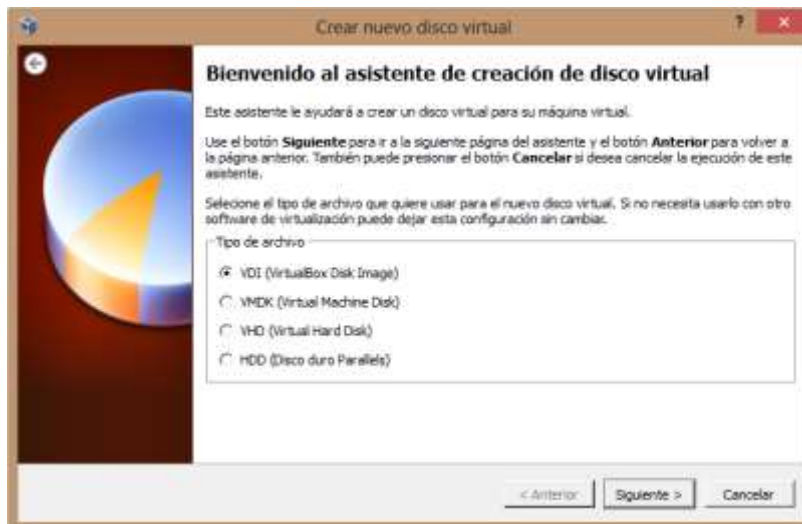 Crear nuevo disco virtual
?
Bienvenido al asistente de creación de disco virtual
Este asistente le ayudará a crear un disco virtual para su máquina virtual.
Use el botón Siguiente para ir a la siguiente página del asistente y el botón Anterior para volver a
la página anterior. También puede presionar el botón Cancelar si desea cancelar la ejecución de este
asistente.
Selecione el tipo de archivo que quiere usar para el nuevo disco virtual. Si no necesita usarlo con otro
software de virtualización puede dejar esta configuración sin cambiar.
Tipo de archivo
VDI (VirtualBox Disk Image)
VMDK (Virtual Machine Disk)
VHD (Virtual Hard Disk)
HDD (Disco duro Parallels)
< Anterior Siguiente > Cancelar